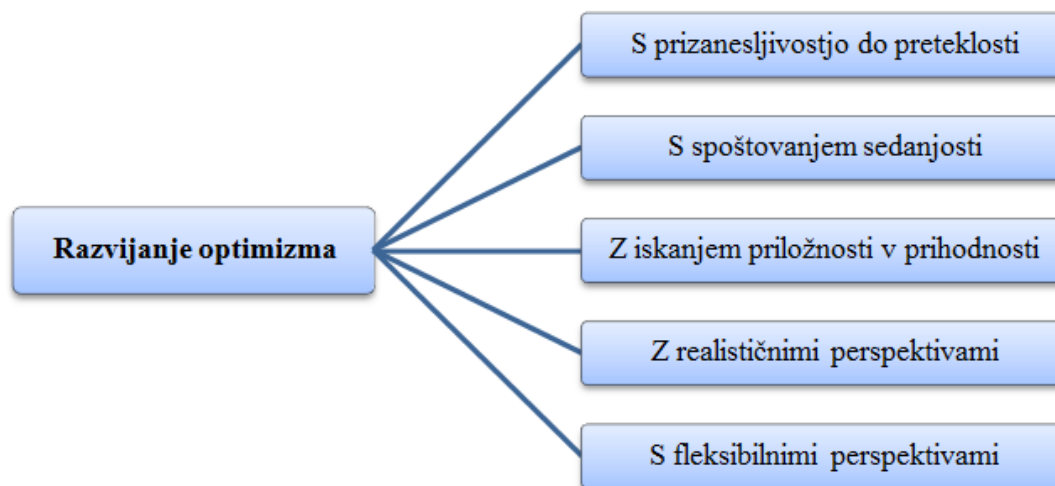 S prizanesljivostjo do preteklosti
S spoštovanjem sedanjosti
Razvijanje optimizma
Z iskanjem priložnosti v prihodnosti
Z realističnimi perspektivami
S fleksibilnimi perspektivami